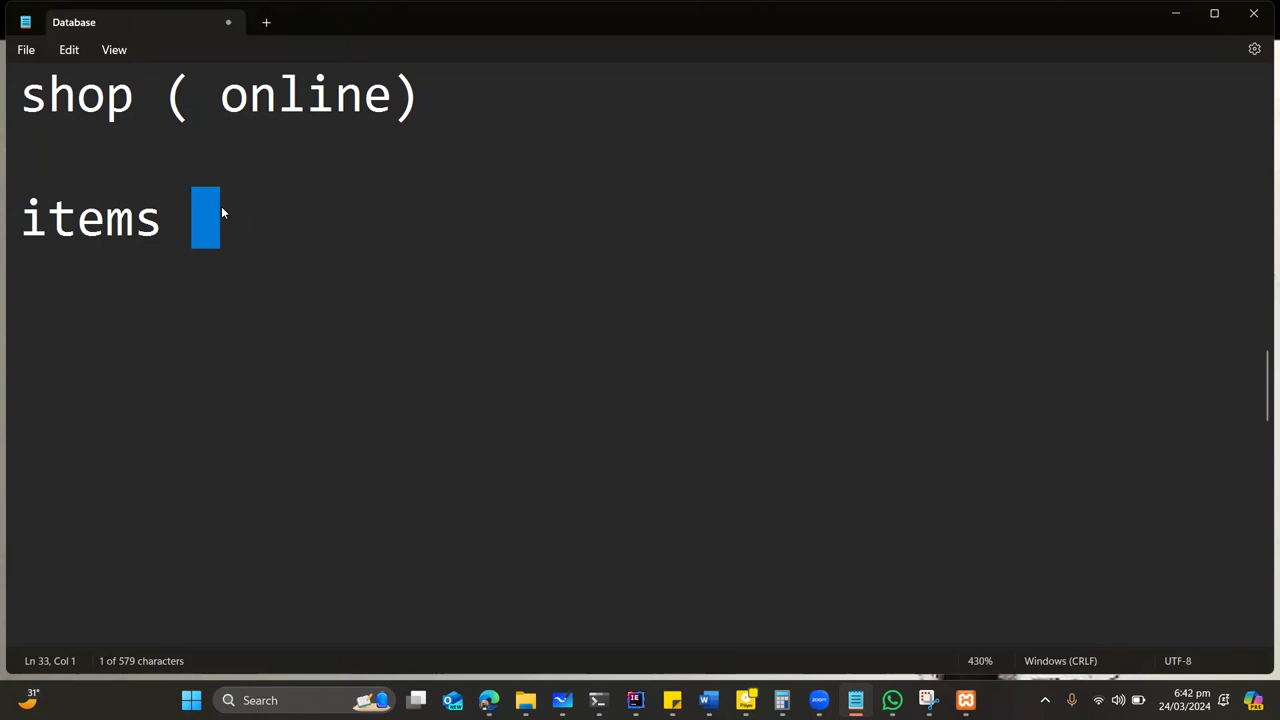 Database
File Edit View
shop ( online)
items
Ln 33, Col 1 1 of 579 characters 430% Windows (CRLF) UTF-8
31° Search 6:42 pm
24/03/2024